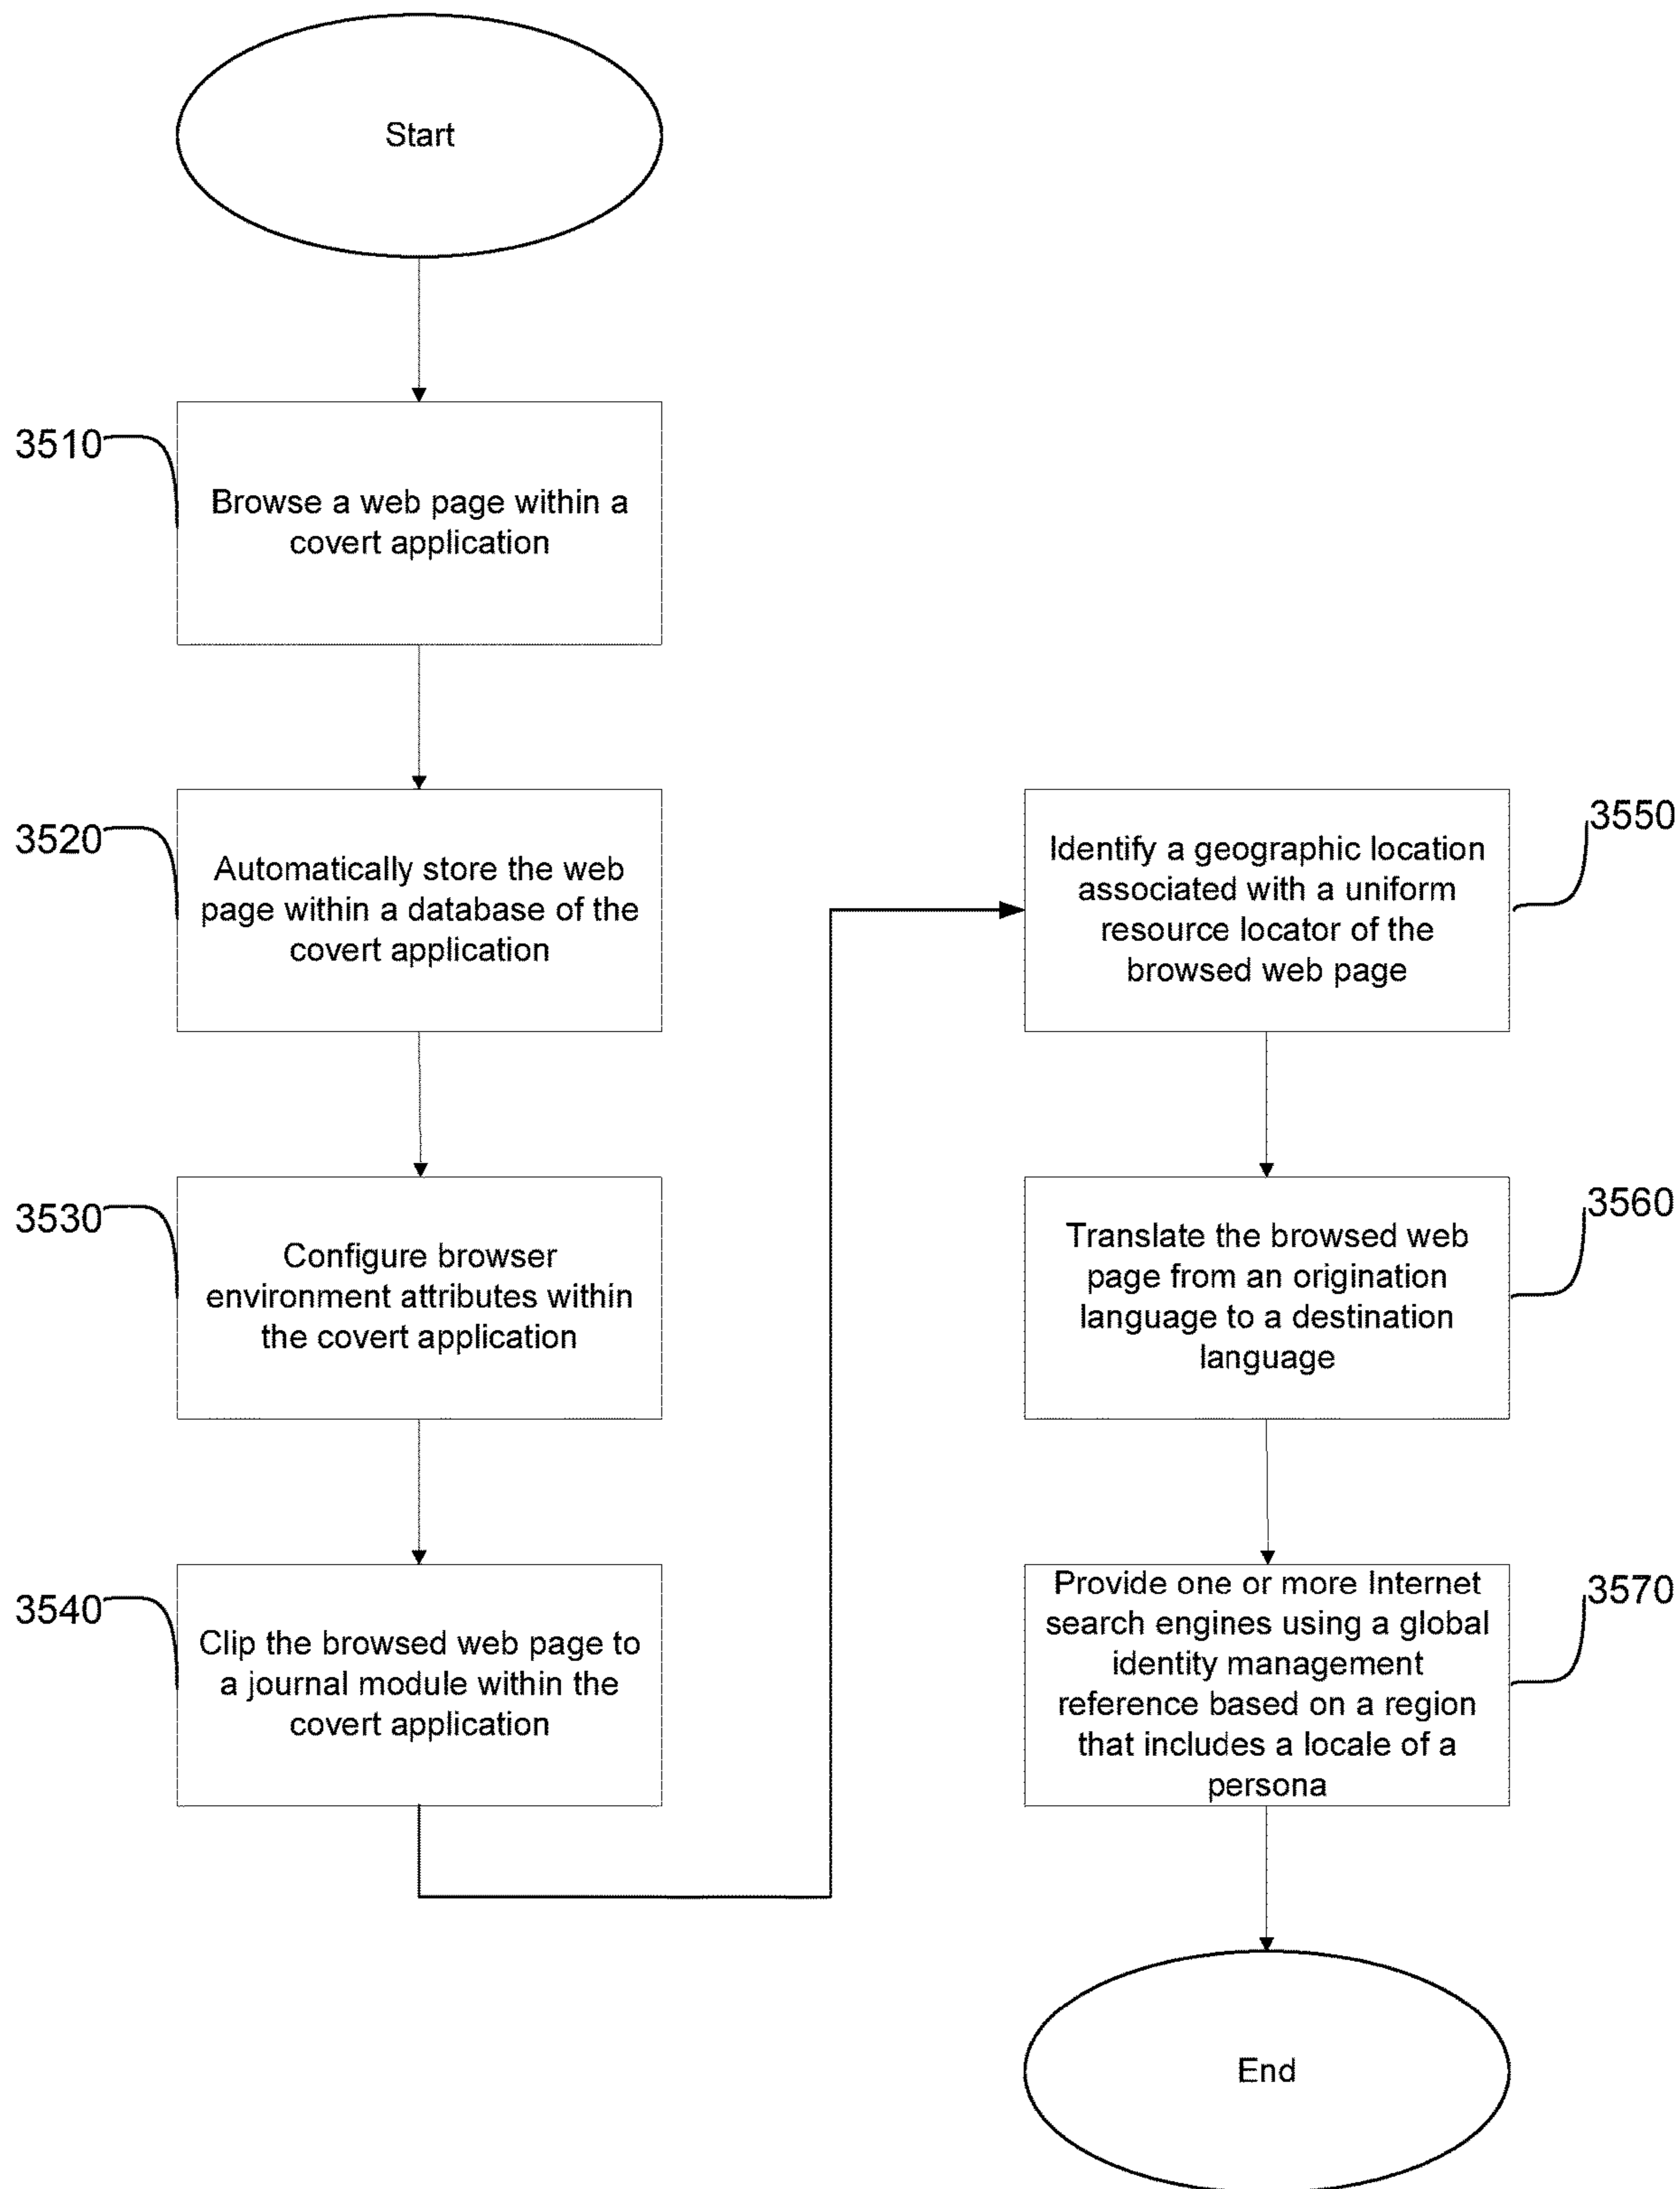 Start
3510
Browse a web page within a
covert application
3520
Automatically store the web
page within a database of the
covert application
3530
Configure browser
environment attributes within
the covert application
3540
Clip the browsed web page to
a journal module within the
covert application
3550
Identify a geographic location
associated with a uniform
resource locator of the
browsed web page
3560
Translate the browsed web
page from an origination
language to a destination
language
3570
Provide one or more Internet
search engines using a global
identity management
reference based on a region
that includes a locale of a
persona
End